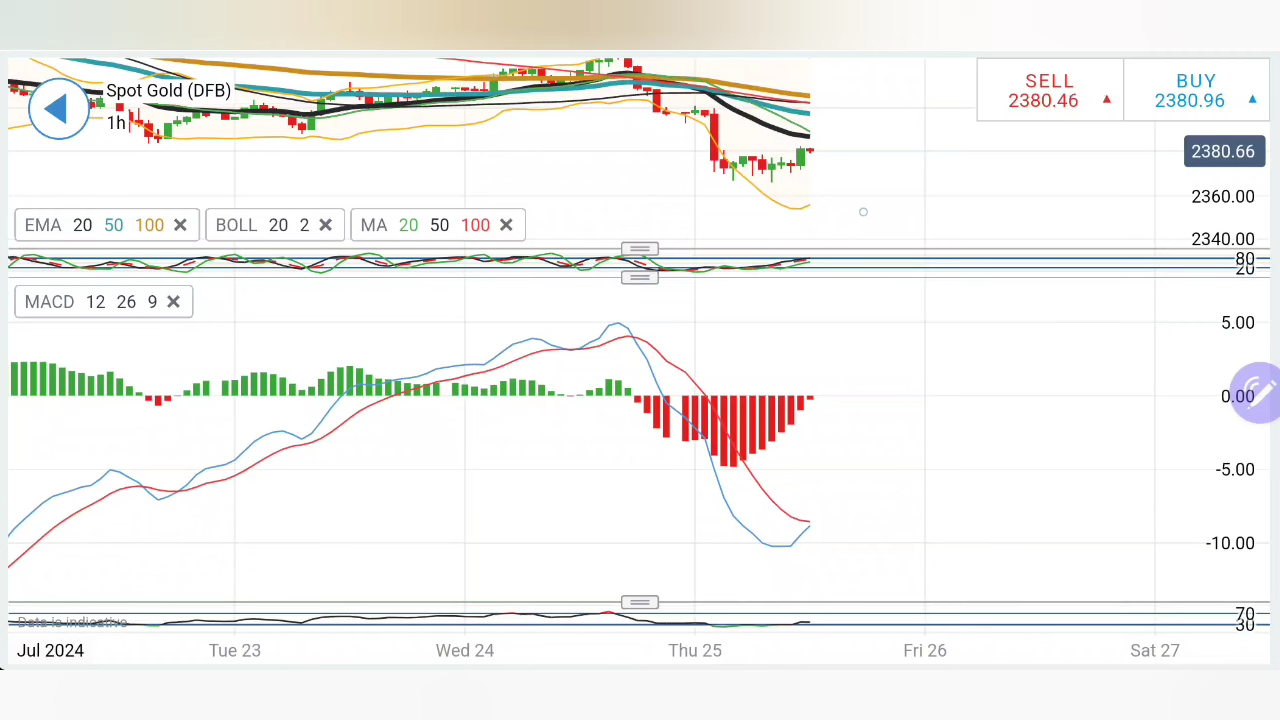 SELL BUY
2380.46 2380.96
Spot Gold (DFB)
1h
2380.66
2360.00
EMA 20 50 100 BOLL 20 2 MA 20 50 100
2340.00
80
20
MACD 12 26 9
5.00
0.00
-5.00
-10.00
70
Data is indicative
30
Jul 2024 Tue 23 Wed 24 Thu 25 Fri 26 Sat 27